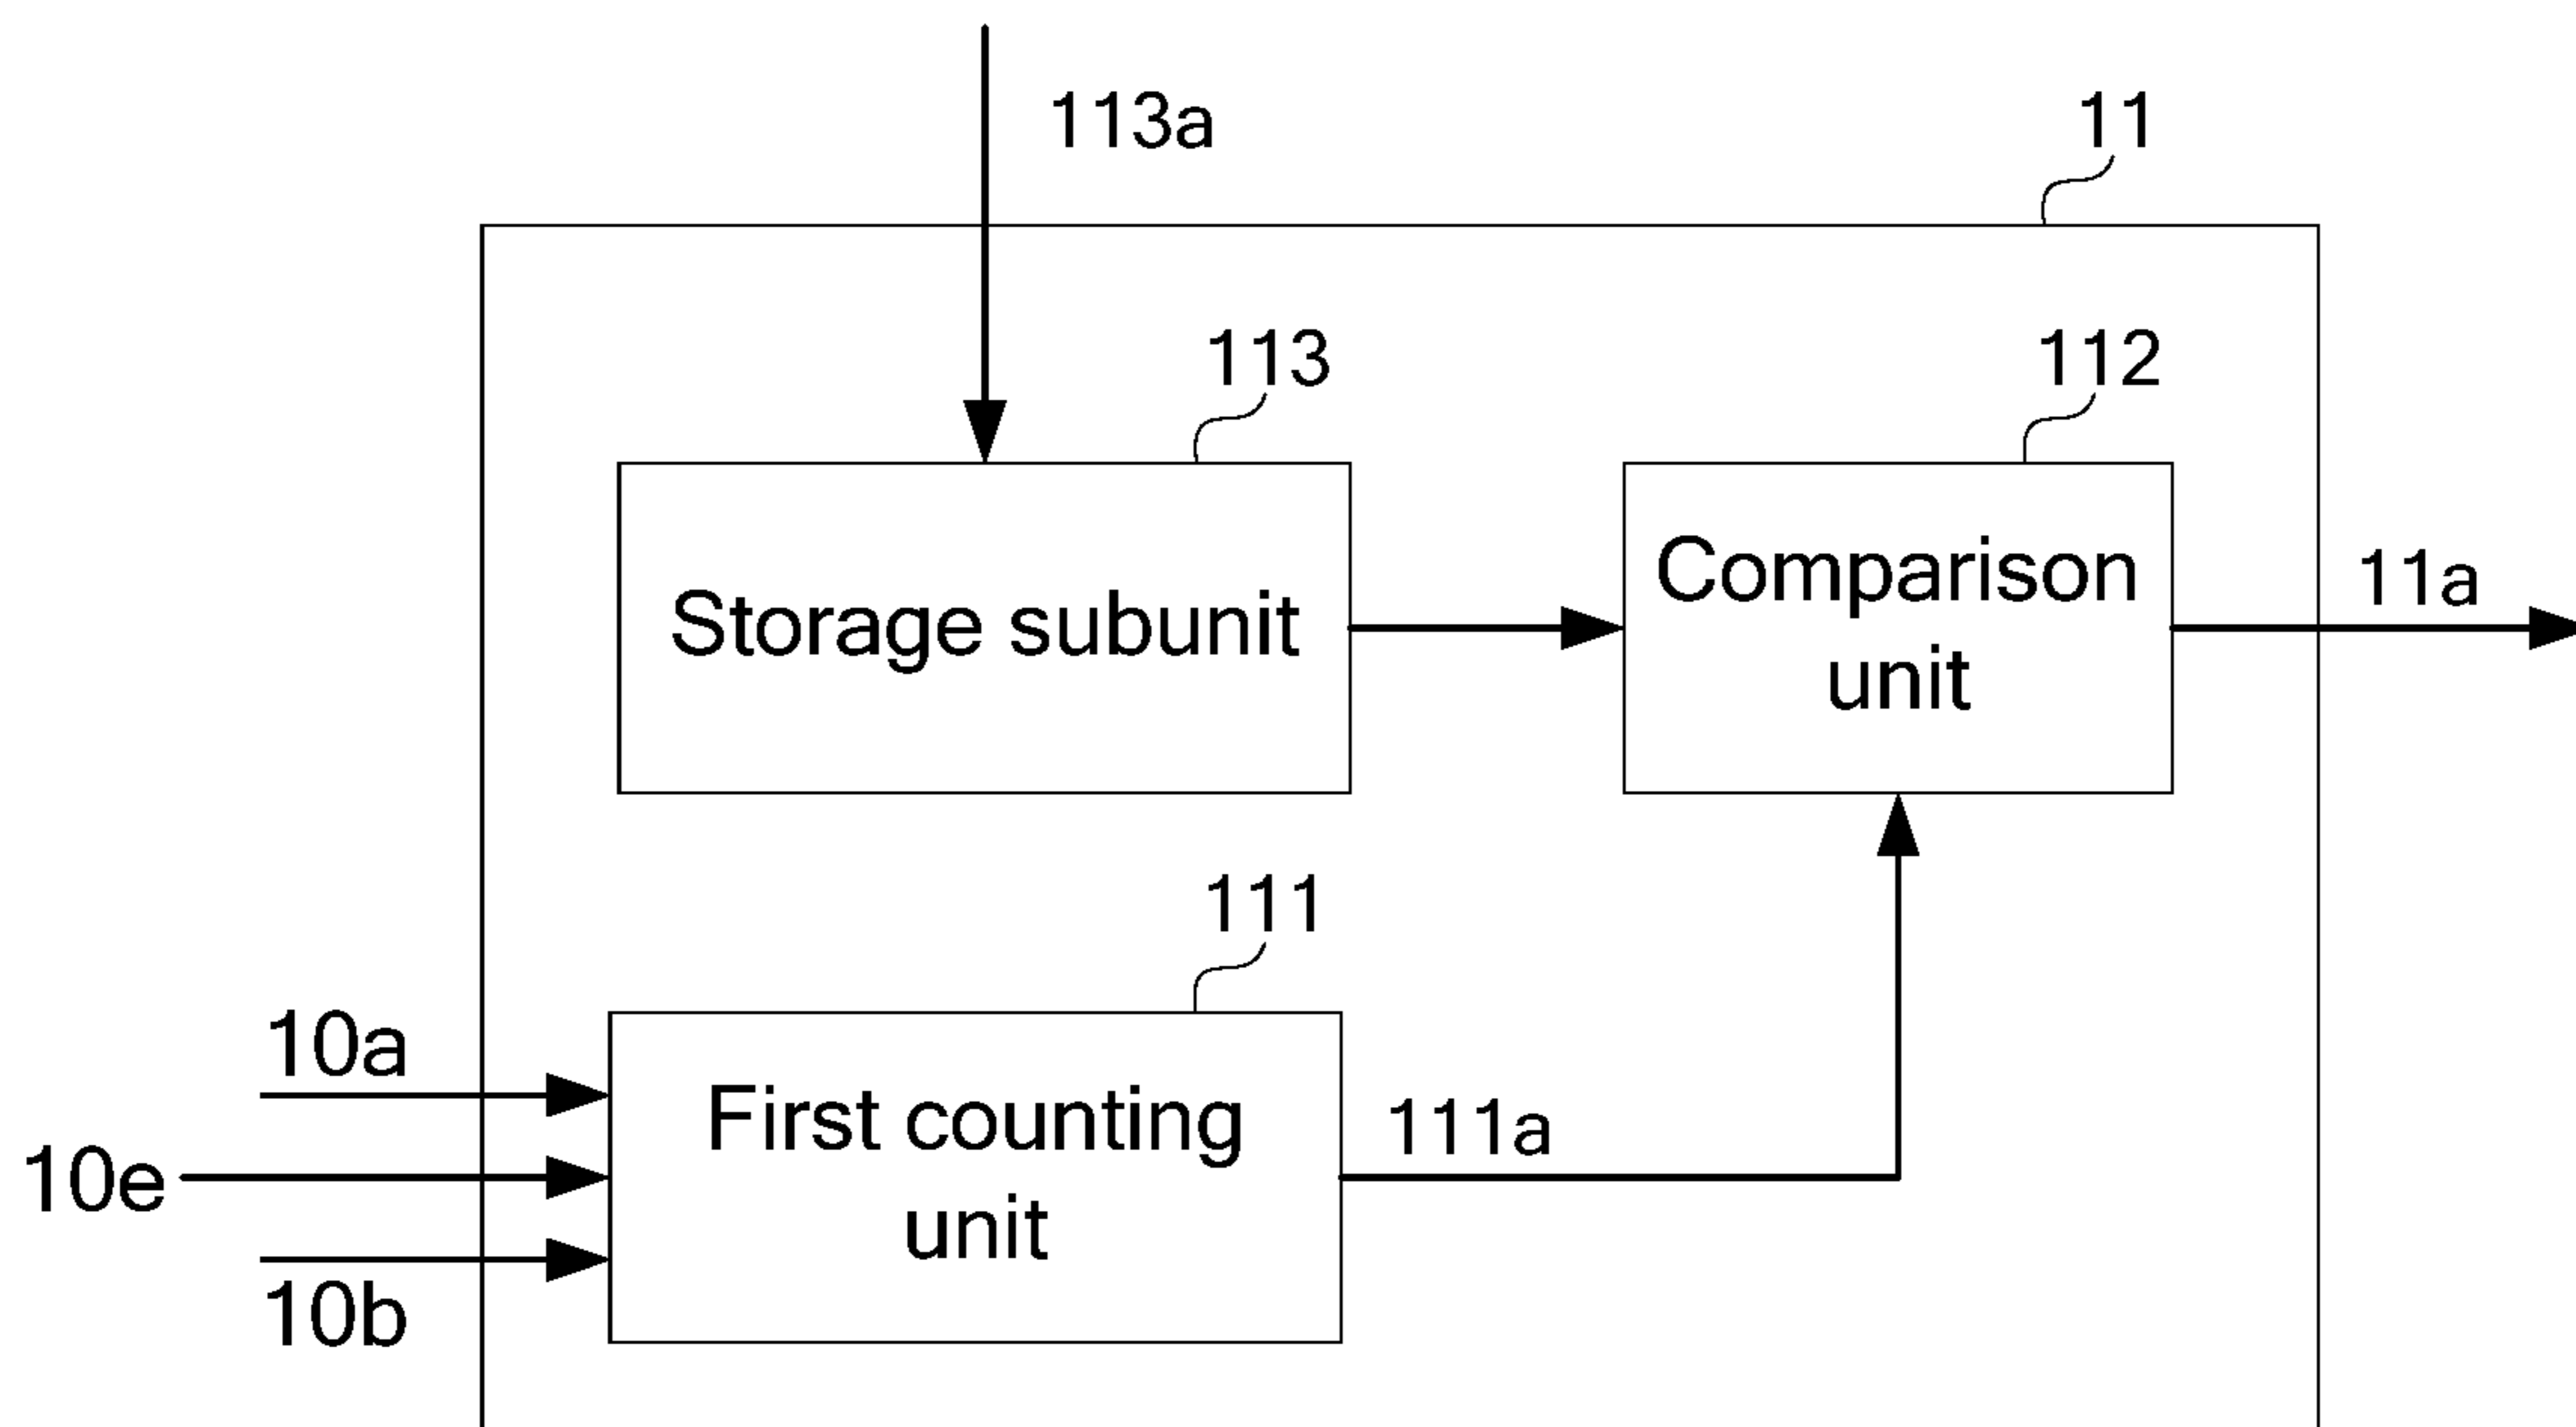 113a
11
113
112
Storage subunit
Comparison
unit
11a
111
10a
10e
10b
First counting
unit
111a